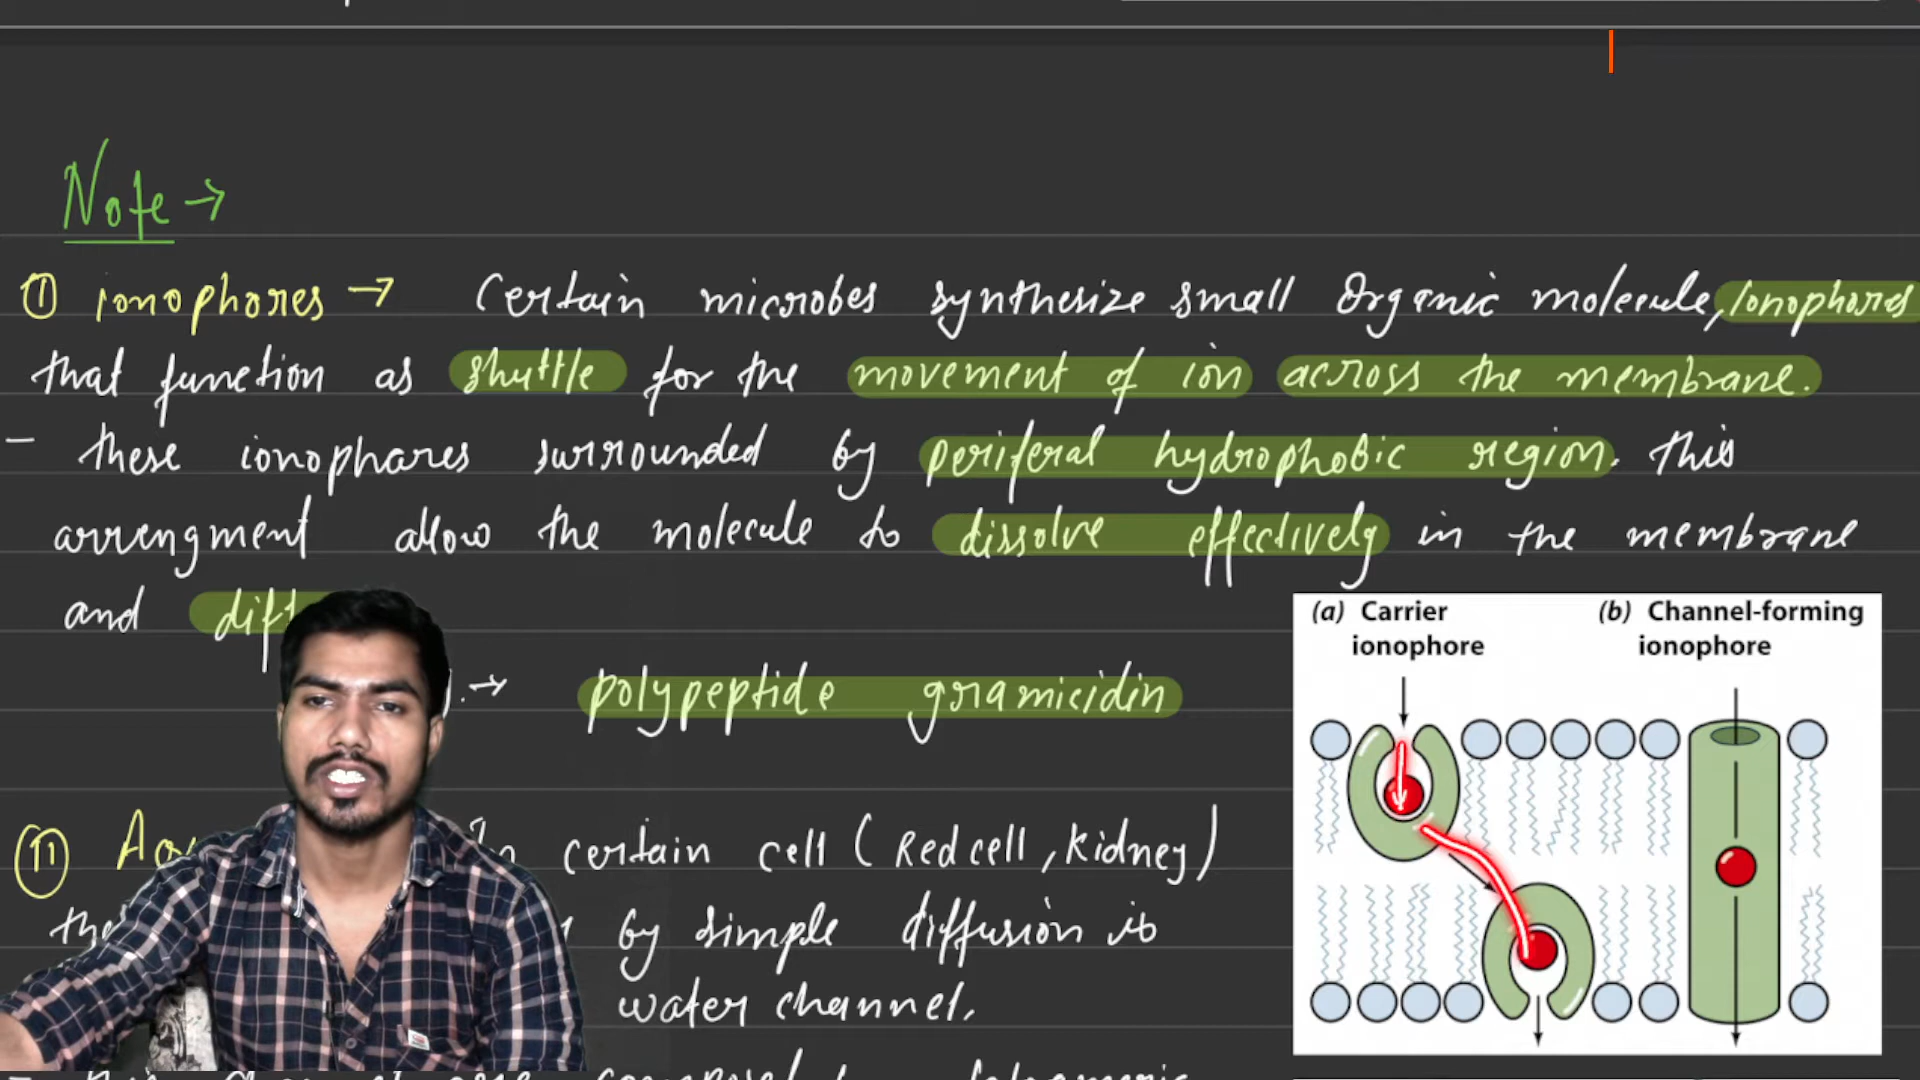 Note →
① ionophores → Certain microbes synthesize small organic molecule, ionophores
that function as shuttle for the movement of ion across the membrane.
- these ionophares surrounded by periferal hydrophobic region. this
arrengment allow the molecule to dissolve effectively in the membrane
and
→ polypeptide gramicidin
(a) Carrier ionophore
(b) Channel-forming ionophore
certain cell (Red cell, kidney)
by simple diffusion is
water channel.